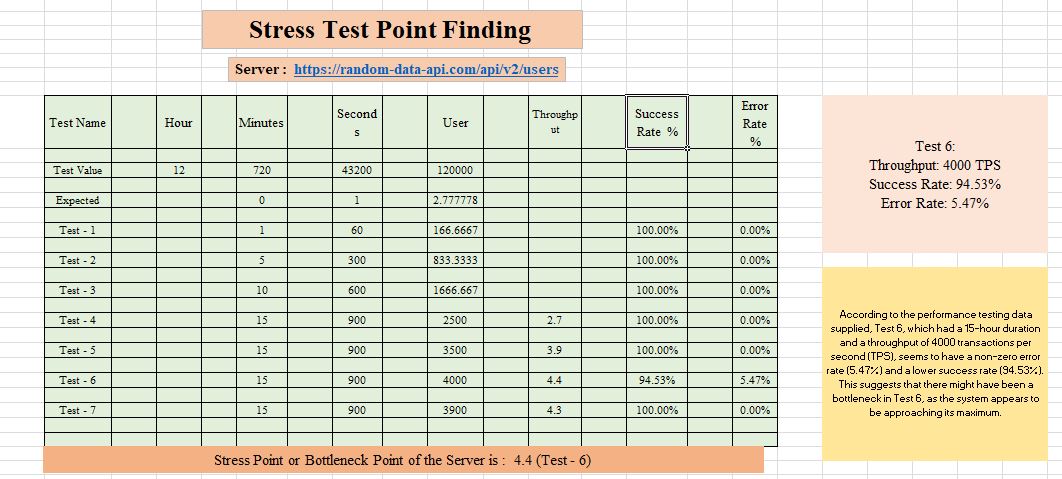 Stress Test Point Finding
Server : https://random-data-api.com/api/v2/users
Test Name Hour Minutes Second
s User Throughp
ut Success
Rate % Error
Rate
%
Test Value 12 720 43200 120000
Expected 0 1 2.777778
Test - 1 1 60 166.6667 100.00% 0.00%
Test - 2 5 300 833.3333 100.00% 0.00%
Test - 3 10 600 1666.667 100.00% 0.00%
Test - 4 15 900 2500 2.7 100.00% 0.00%
Test - 5 15 900 3500 3.9 100.00% 0.00%
Test - 6 15 900 4000 4.4 94.53% 5.47%
Test - 7 15 900 3900 4.3 100.00% 0.00%
Stress Point or Bottleneck Point of the Server is : 4.4 (Test - 6)
Test 6:
Throughput: 4000 TPS
Success Rate: 94.53%
Error Rate: 5.47%
According to the performance testing data
supplied, Test 6, which had a 15-hour duration
and a throughput of 4000 transactions per
second (TPS), seems to have a non-zero error
rate (5.47%) and a lower success rate (94.53%).
This suggests that there might have been a
bottleneck in Test 6, as the system appears to
be approaching its maximum.